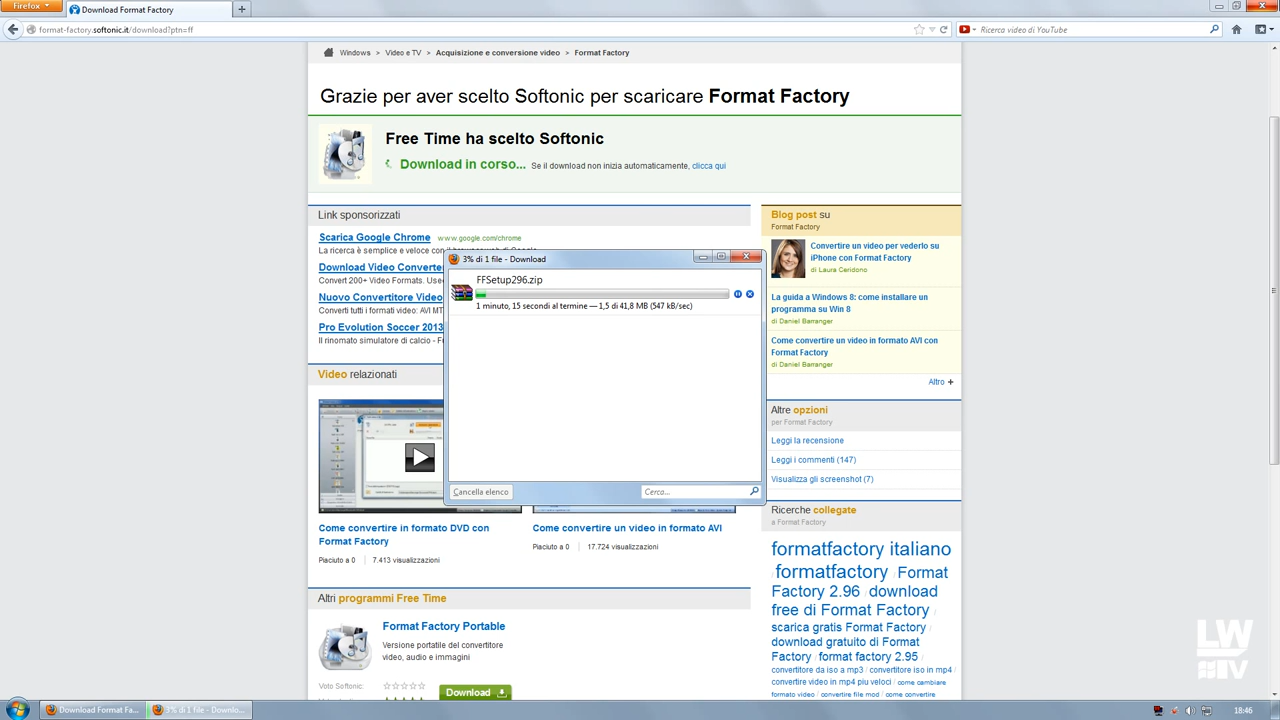 Firefox
Download Format Factory
format-factory.softonic.it/download?ptn=ff
Ricerca video di YouTube
Windows > Video e TV > Acquisizione e conversione video > Format Factory
Grazie per aver scelto Softonic per scaricare Format Factory
Free Time ha scelto Softonic
Download in corso... Se il download non inizia automaticamente, clicca qui
Link sponsorizzati
Scarica Google Chrome www.google.com/chrome
Download Video Converte
Convert 200+ Video Formats. Use
Nuovo Convertitore Video
Converti tutti i formati video: AVI MT
Pro Evolution Soccer 2013
Il rinomato simulatore di calcio - F
3% di 1 file - Download
FFSetup296.zip
1 minuto, 15 secondi al termine — 1,5 di 41,8 MB (547 kB/sec)
Cancella elenco
Cerca...
Video relazionati
Come convertire in formato DVD con
Format Factory
Piaciuto a 0 7.413 visualizzazioni
Come convertire un video in formato AVI
Piaciuto a 0 17.724 visualizzazioni
Altri programmi Free Time
Format Factory Portable
Versione portatile del convertitore
video, audio e immagini
Voto Softonic:
Download
Blog post su
Format Factory
Convertire un video per vederlo su
iPhone con Format Factory
di Laura Ceridono
La guida a Windows 8: come installare un
programma su Win 8
di Daniel Barranger
Come convertire un video in formato AVI con
Format Factory
di Daniel Barranger
Altro +
Altre opzioni
per Format Factory
Leggi la recensione
Leggi i commenti (147)
Visualizza gli screenshot (7)
Ricerche collegate
a Format Factory
formatfactory italiano
/ formatfactory / Format
Factory 2.96 / download
free di Format Factory /
scarica gratis Format Factory /
download gratuito di Format
Factory / format factory 2.95 /
convertitore da iso a mp3 / convertitore iso in mp4 /
convertire video in mp4 piu veloci / come cambiare
formato video / convertire file mod / come convertire
LW
TV
Download Format Fa...
3% di 1 file - Downlo...
18:46